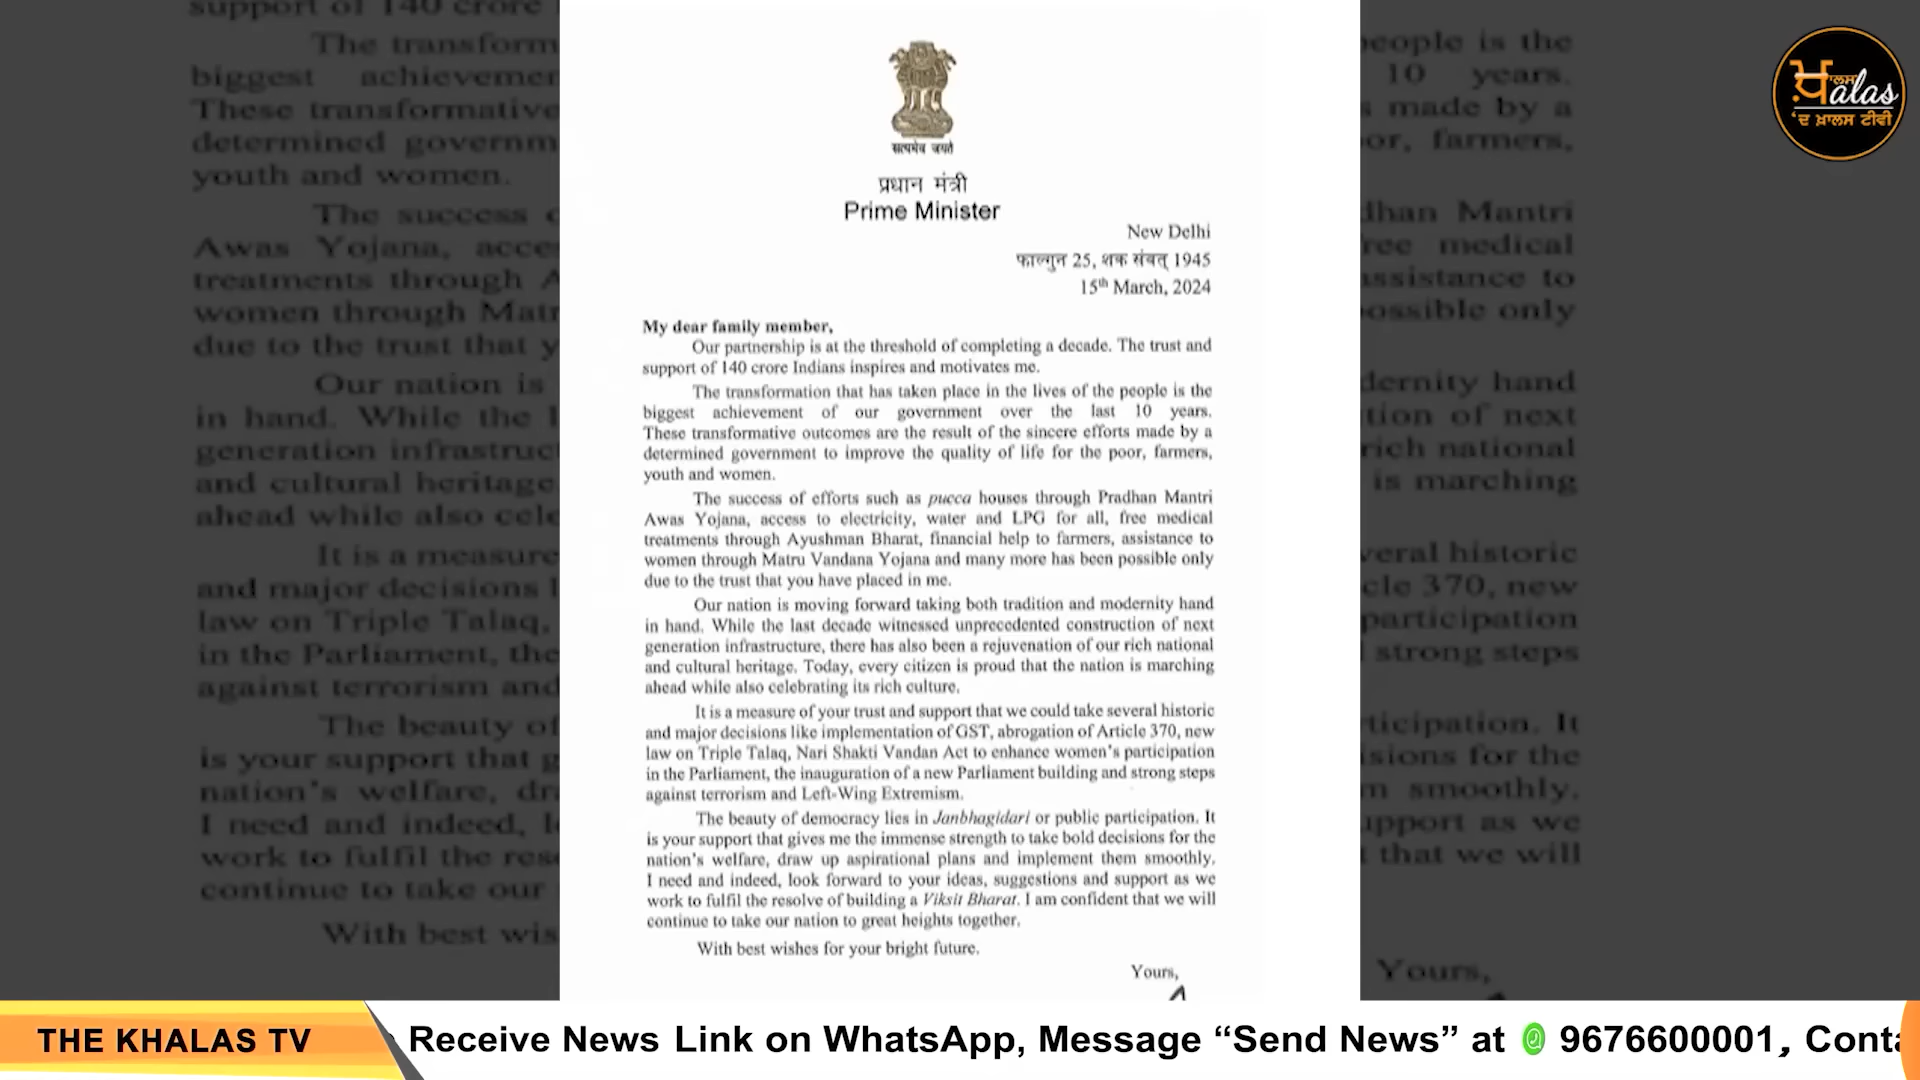 सत्यमेव जयते
प्रधान मंत्री
Prime Minister
New Delhi
फाल्गुन 25, शक संवत् 1945
15th March, 2024
My dear family member,
Our partnership is at the threshold of completing a decade. The trust and
support of 140 crore Indians inspires and motivates me.
The transformation that has taken place in the lives of the people is the
biggest achievement of our government over the last 10 years.
These transformative outcomes are the result of the sincere efforts made by a
determined government to improve the quality of life for the poor, farmers,
youth and women.
The success of efforts such as pucca houses through Pradhan Mantri
Awas Yojana, access to electricity, water and LPG for all, free medical
treatments through Ayushman Bharat, financial help to farmers, assistance to
women through Matru Vandana Yojana and many more has been possible only
due to the trust that you have placed in me.
Our nation is moving forward taking both tradition and modernity hand
in hand. While the last decade witnessed unprecedented construction of next
generation infrastructure, there has also been a rejuvenation of our rich national
and cultural heritage. Today, every citizen is proud that the nation is marching
ahead while also celebrating its rich culture.
It is a measure of your trust and support that we could take several historic
and major decisions like implementation of GST, abrogation of Article 370, new
law on Triple Talaq, Nari Shakti Vandan Act to enhance women's participation
in the Parliament, the inauguration of a new Parliament building and strong steps
against terrorism and Left-Wing Extremism.
The beauty of democracy lies in Janbhagidari or public participation. It
is your support that gives me the immense strength to take bold decisions for the
nation's welfare, draw up aspirational plans and implement them smoothly.
I need and indeed, look forward to your ideas, suggestions and support as we
work to fulfil the resolve of building a Viksit Bharat. I am confident that we will
continue to take our nation to great heights together.
With best wishes for your bright future.
Yours,
ਖ਼ਾਲਸ alas
'ਦ ਖ਼ਾਲਸ ਟੀਵੀ
THE KHALAS TV
Receive News Link on WhatsApp, Message “Send News” at 9676600001, Conta